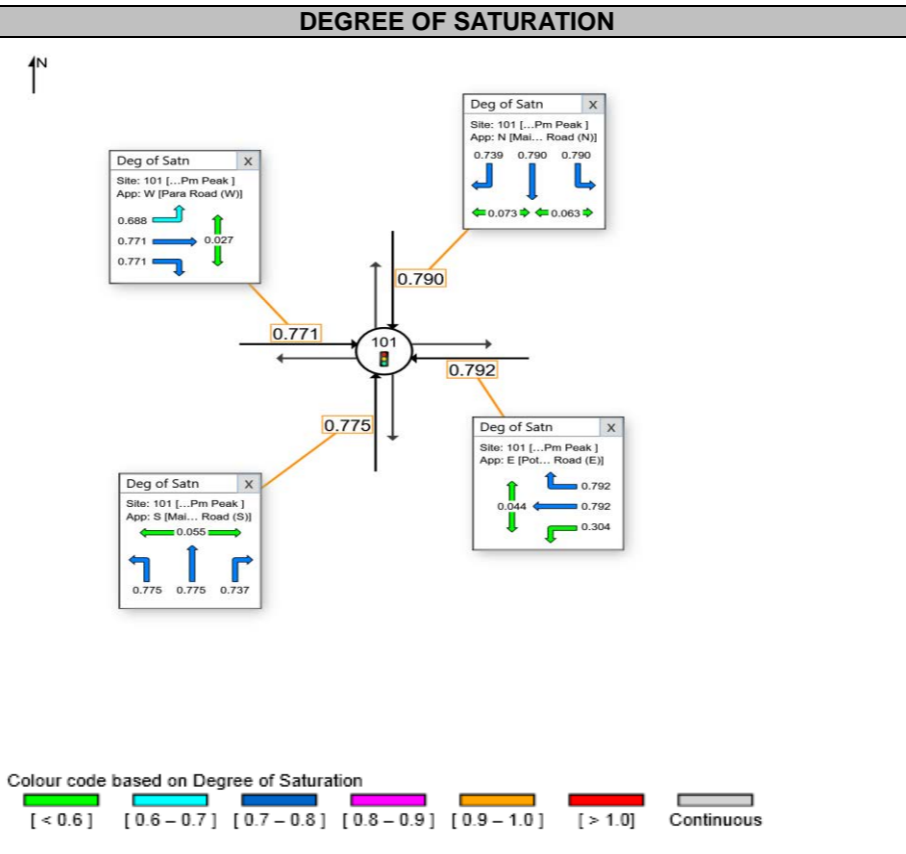 DEGREE OF SATURATION
N
Deg of Satn X
Site: 101 [...Pm Peak ]
App: N [Mai... Road (N)]
0.739 0.790 0.790
0.073 0.063
Deg of Satn X
Site: 101 [...Pm Peak ]
App: W [Para Road (W)]
0.688
0.771 0.027
0.771
0.790
0.771
101
0.792
0.775
Deg of Satn X
Site: 101 [...Pm Peak ]
App: E [Pot... Road (E)]
0.792
0.044 0.792
0.304
Deg of Satn X
Site: 101 [...Pm Peak ]
App: S [Mai... Road (S)]
0.055
0.775 0.775 0.737
Colour code based on Degree of Saturation
[ < 0.6 ] [ 0.6 – 0.7 ] [ 0.7 – 0.8 ] [ 0.8 – 0.9 ] [ 0.9 – 1.0 ] [ > 1.0] Continuous